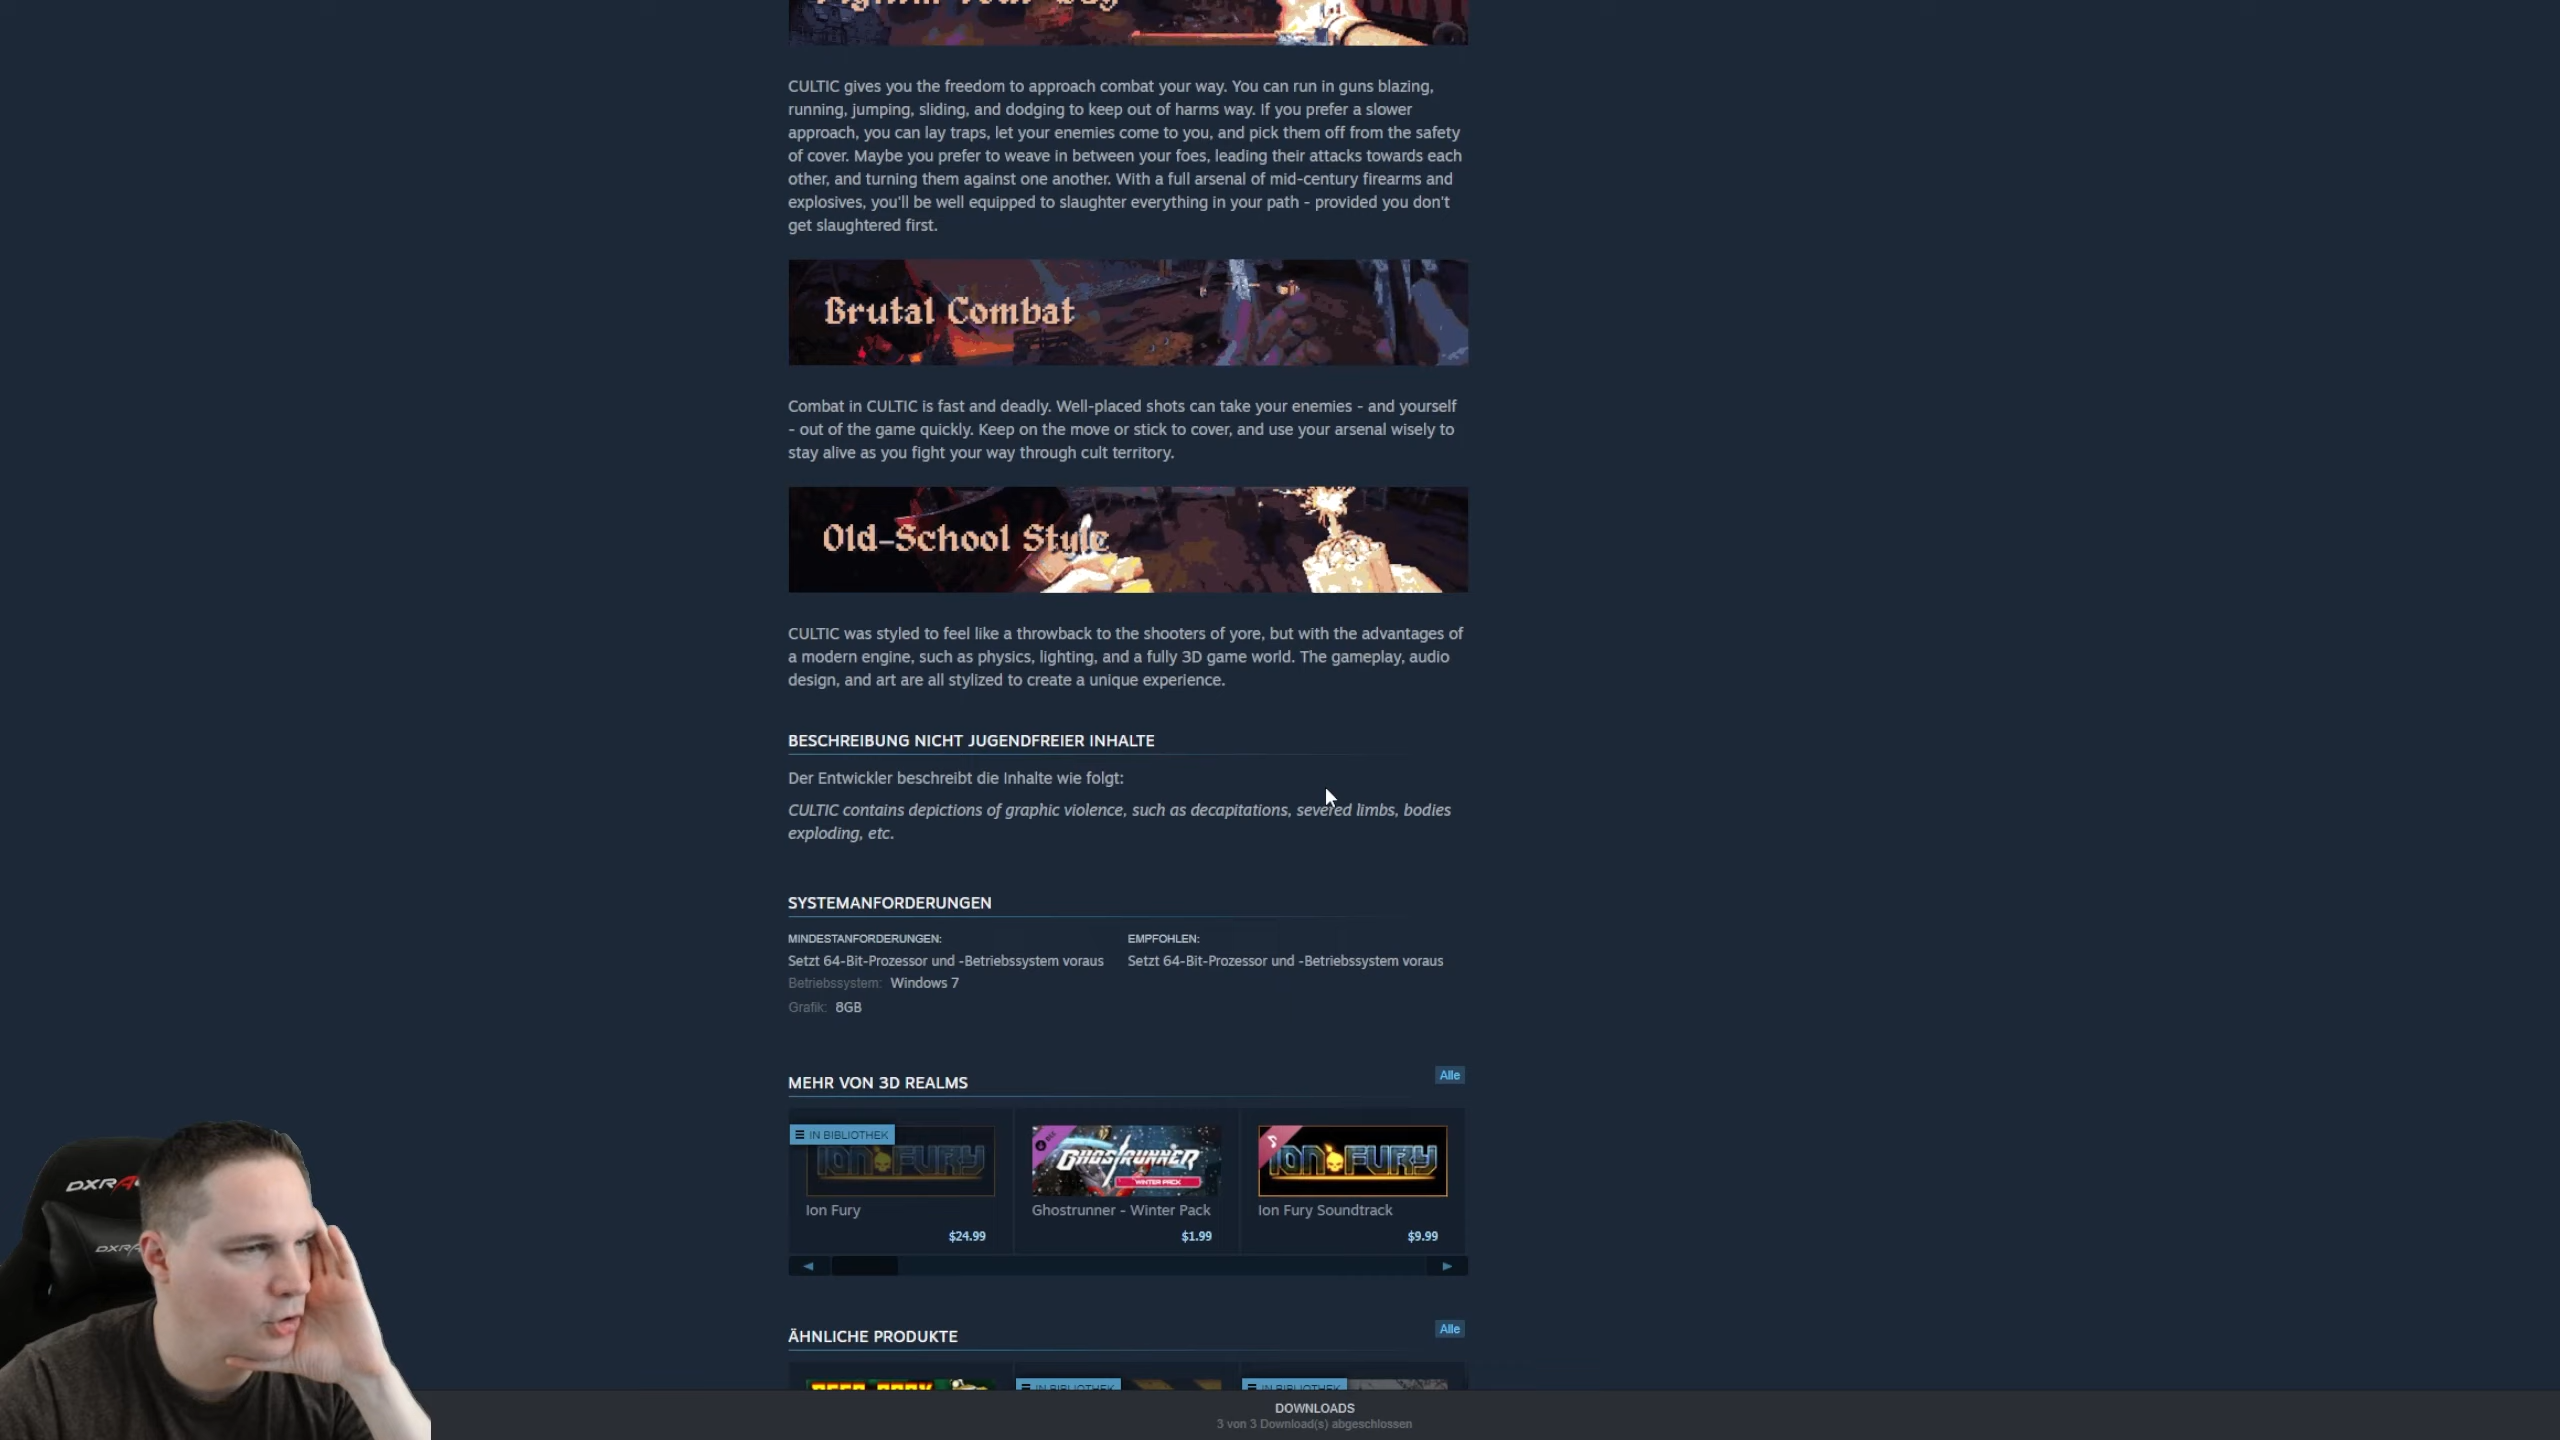 Fightin' Your Way
CULTIC gives you the freedom to approach combat your way. You can run in guns blazing,
running, jumping, sliding, and dodging to keep out of harms way. If you prefer a slower
approach, you can lay traps, let your enemies come to you, and pick them off from the safety
of cover. Maybe you prefer to weave in between your foes, leading their attacks towards each
other, and turning them against one another. With a full arsenal of mid-century firearms and
explosives, you'll be well equipped to slaughter everything in your path - provided you don't
get slaughtered first.
Brutal Combat
Combat in CULTIC is fast and deadly. Well-placed shots can take your enemies - and yourself
- out of the game quickly. Keep on the move or stick to cover, and use your arsenal wisely to
stay alive as you fight your way through cult territory.
Old-School Style
CULTIC was styled to feel like a throwback to the shooters of yore, but with the advantages of
a modern engine, such as physics, lighting, and a fully 3D game world. The gameplay, audio
design, and art are all stylized to create a unique experience.
BESCHREIBUNG NICHT JUGENDFREIER INHALTE
Der Entwickler beschreibt die Inhalte wie folgt:
CULTIC contains depictions of graphic violence, such as decapitations, severed limbs, bodies
exploding, etc.
SYSTEMANFORDERUNGEN
MINDESTANFORDERUNGEN:
Setzt 64-Bit-Prozessor und -Betriebssystem voraus
Betriebssystem: Windows 7
Grafik: 8GB
EMPFOHLEN:
Setzt 64-Bit-Prozessor und -Betriebssystem voraus
MEHR VON 3D REALMS
Alle
IN BIBLIOTHEK
ION FURY
Ion Fury
$24.99
DLC
GHOSTRUNNER
WINTER PACK
Ghostrunner - Winter Pack
$1.99
ION FURY
Ion Fury Soundtrack
$9.99
ÄHNLICHE PRODUKTE
Alle
IN BIBLIOTHEK
IN BIBLIOTHEK
DOWNLOADS
3 von 3 Download(s) abgeschlossen